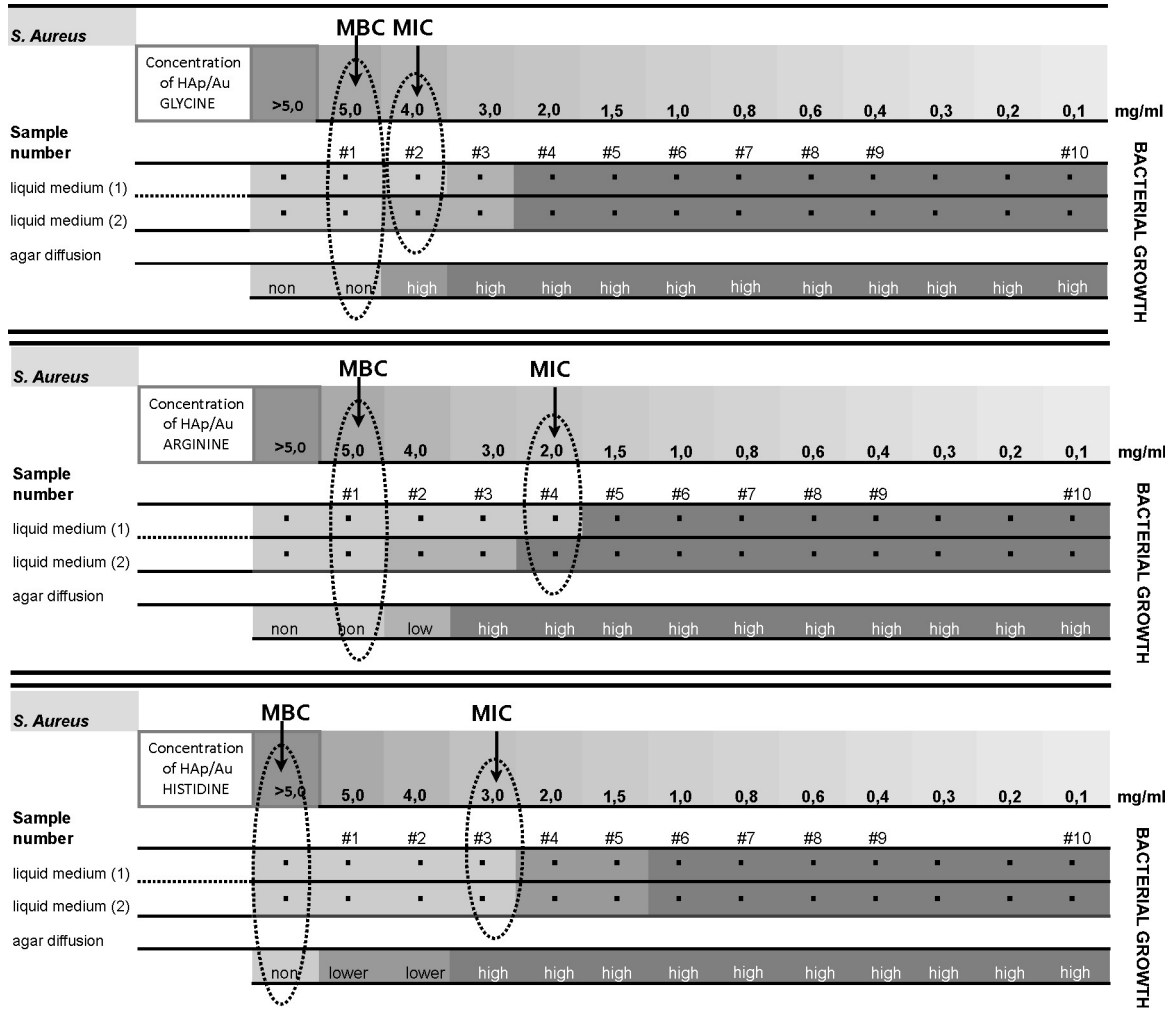 MBC MIC
S. Aureus
Concentration
of HAp/Au
GLYCINE
>5,0 5,0 4,0 3,0 2,0 1,5 1,0 0,8 0,6 0,4 0,3 0,2 0,1 mg/ml
Sample
number
#1 #2 #3 #4 #5 #6 #7 #8 #9 #10
liquid medium (1)
liquid medium (2)
agar diffusion
non non high high high high high high high high high high high
BACTERIAL GROWTH
MBC MIC
S. Aureus
Concentration
of HAp/Au
ARGININE
>5,0 5,0 4,0 3,0 2,0 1,5 1,0 0,8 0,6 0,4 0,3 0,2 0,1 mg/ml
Sample
number
#1 #2 #3 #4 #5 #6 #7 #8 #9 #10
liquid medium (1)
liquid medium (2)
agar diffusion
non non low high high high high high high high high high high
BACTERIAL GROWTH
MBC MIC
S. Aureus
Concentration
of HAp/Au
HISTIDINE
>5,0 5,0 4,0 3,0 2,0 1,5 1,0 0,8 0,6 0,4 0,3 0,2 0,1 mg/ml
Sample
number
#1 #2 #3 #4 #5 #6 #7 #8 #9 #10
liquid medium (1)
liquid medium (2)
agar diffusion
non lower lower high high high high high high high high high high
BACTERIAL GROWTH